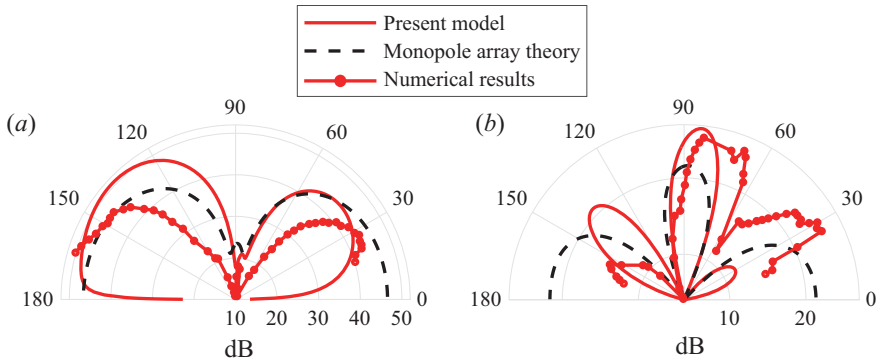 Present model
Monopole array theory
Numerical results
(a)
90
120
60
150
30
180
0
10 20 30 40 50
dB
(b)
90
120
60
150
30
180
0
10 20
dB